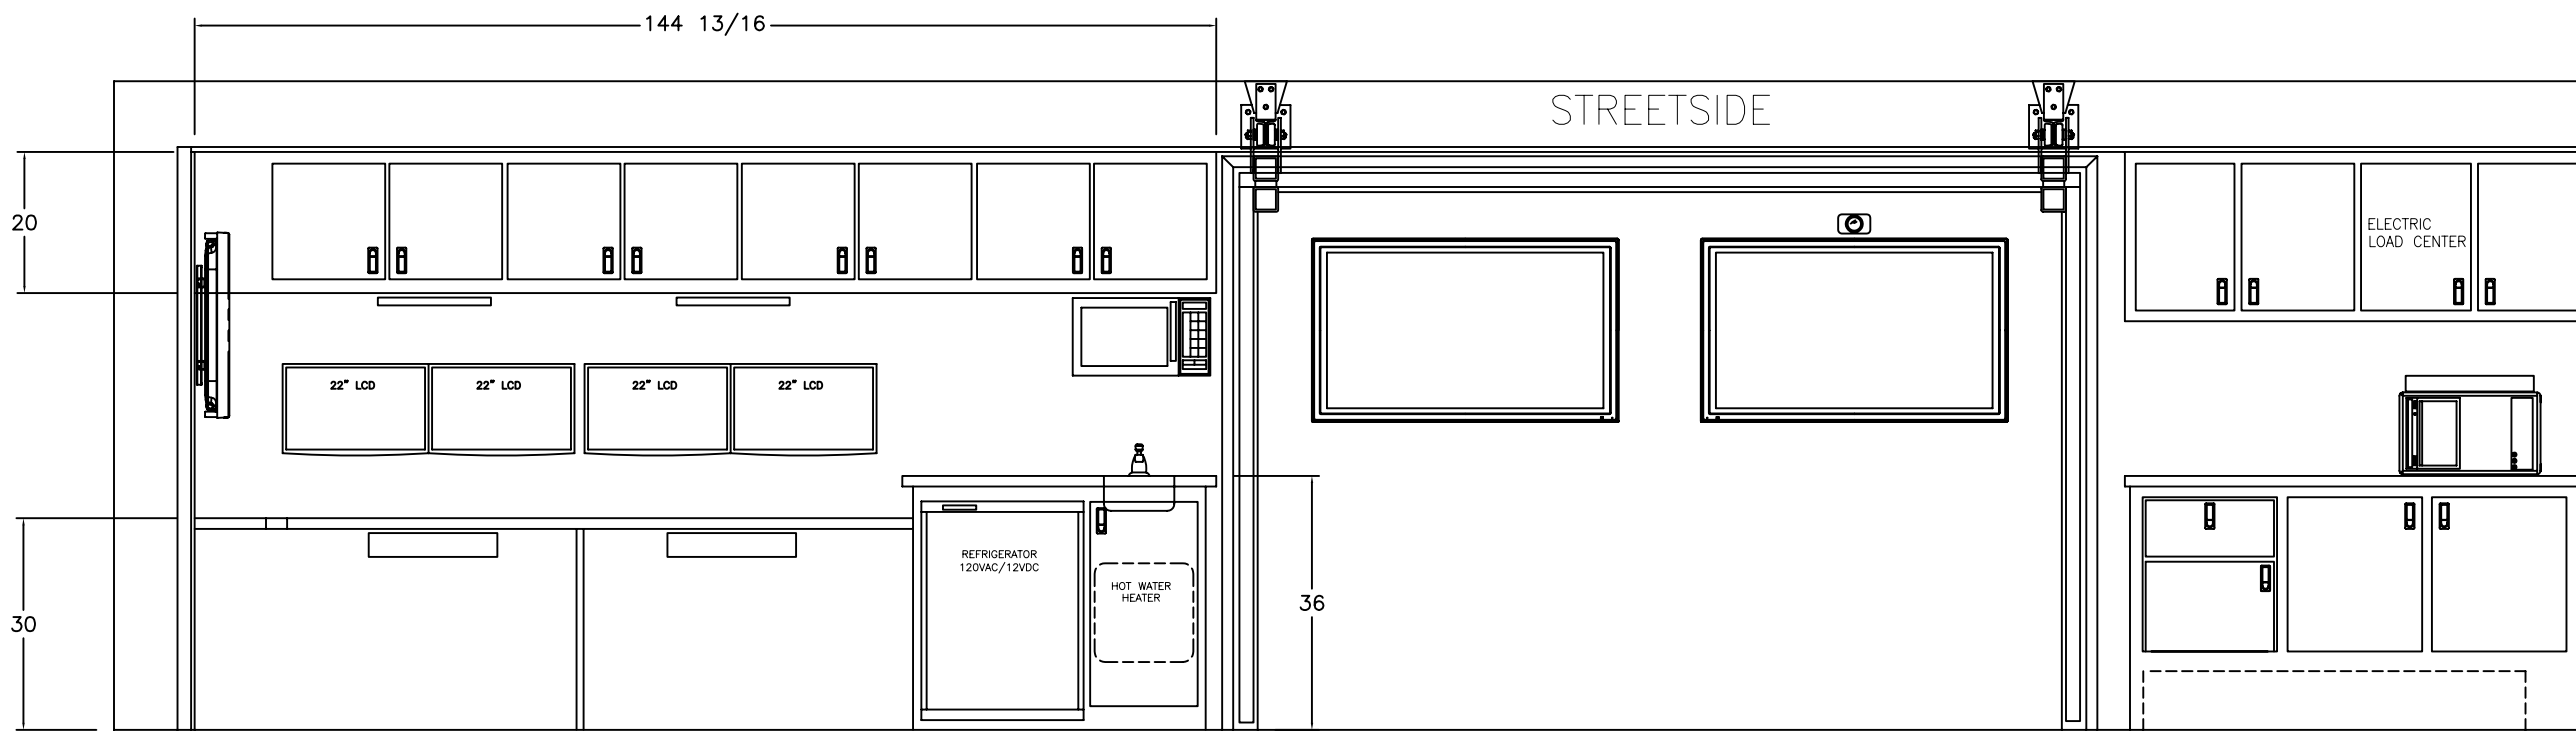 144 13/16
STREETSIDE
20
ELECTRIC
LOAD CENTER
22" LCD
22" LCD
22" LCD
22" LCD
REFRIGERATOR
120VAC/12VDC
HOT WATER
HEATER
36
30